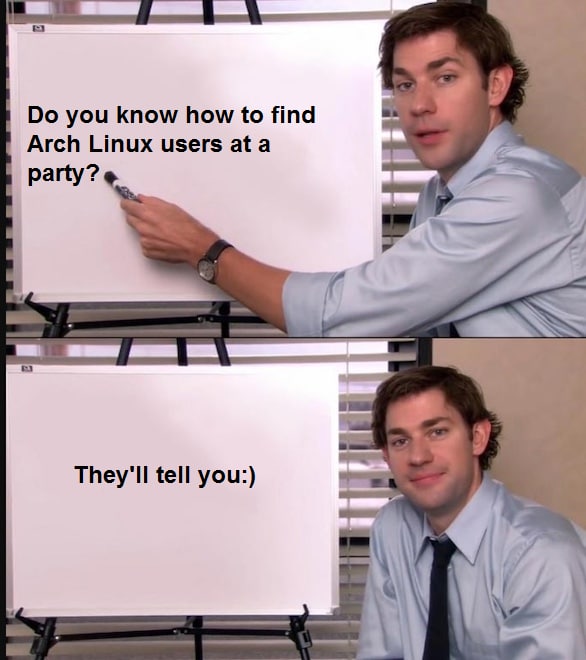 Do you know how to find
Arch Linux users at a
party?
They'll tell you:)